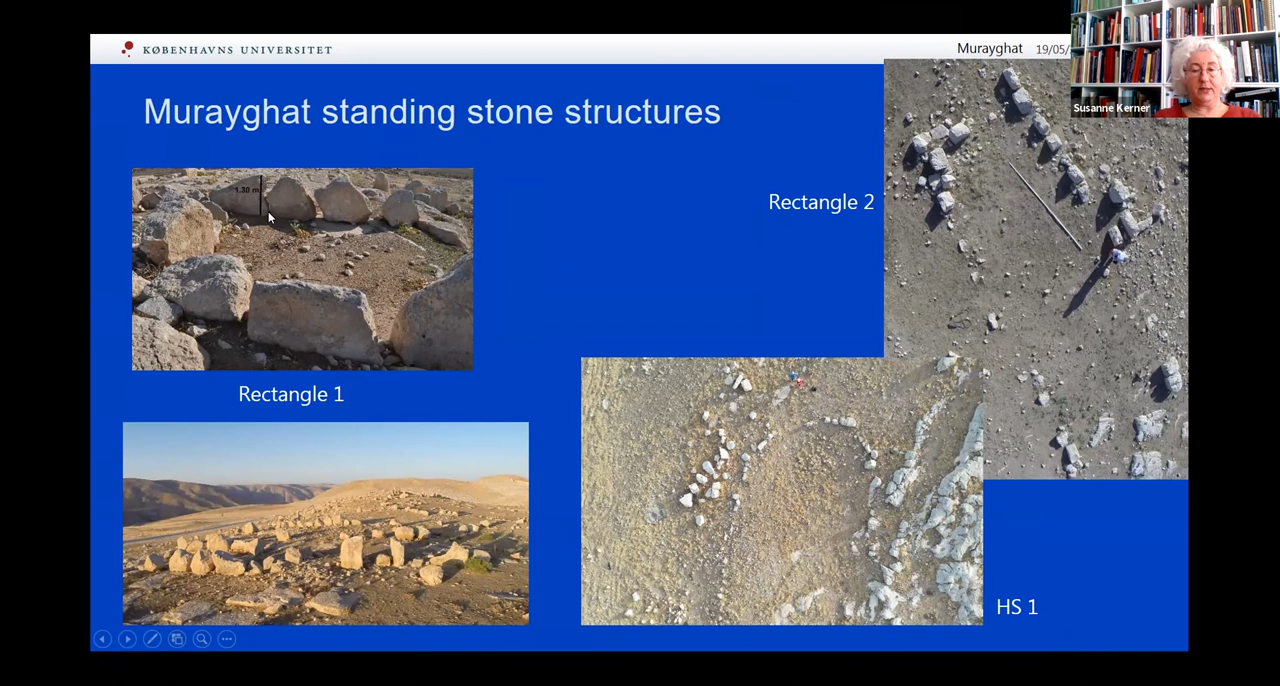 KØBENHAVNS UNIVERSITET
Murayghat 19/05/
Susanne Kerner
Murayghat standing stone structures
1.30 m
Rectangle 2
Rectangle 1
HS 1